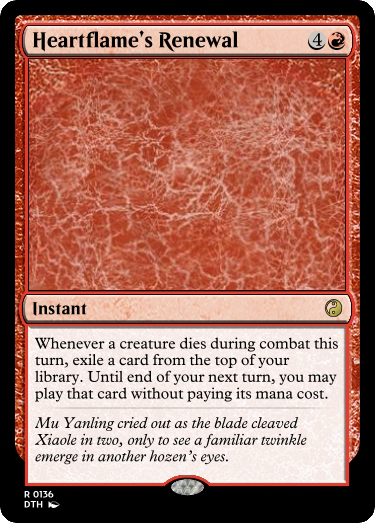 Heartflame's Renewal 4
Instant
Whenever a creature dies during combat this
turn, exile a card from the top of your
library. Until end of your next turn, you may
play that card without paying its mana cost.
Mu Yanling cried out as the blade cleaved
Xiaole in two, only to see a familiar twinkle
emerge in another hozen's eyes.
R 0136
DTH